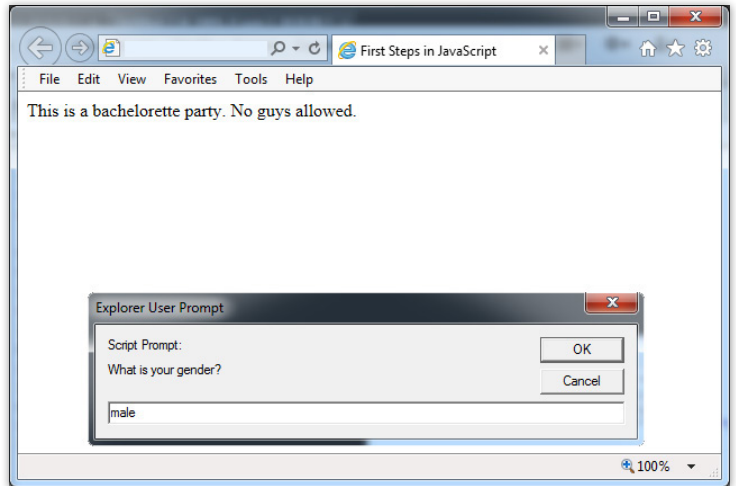 First Steps in JavaScript
File Edit View Favorites Tools Help
This is a bachelorette party. No guys allowed.
Explorer User Prompt
Script Prompt:
What is your gender?
OK
Cancel
male
100%